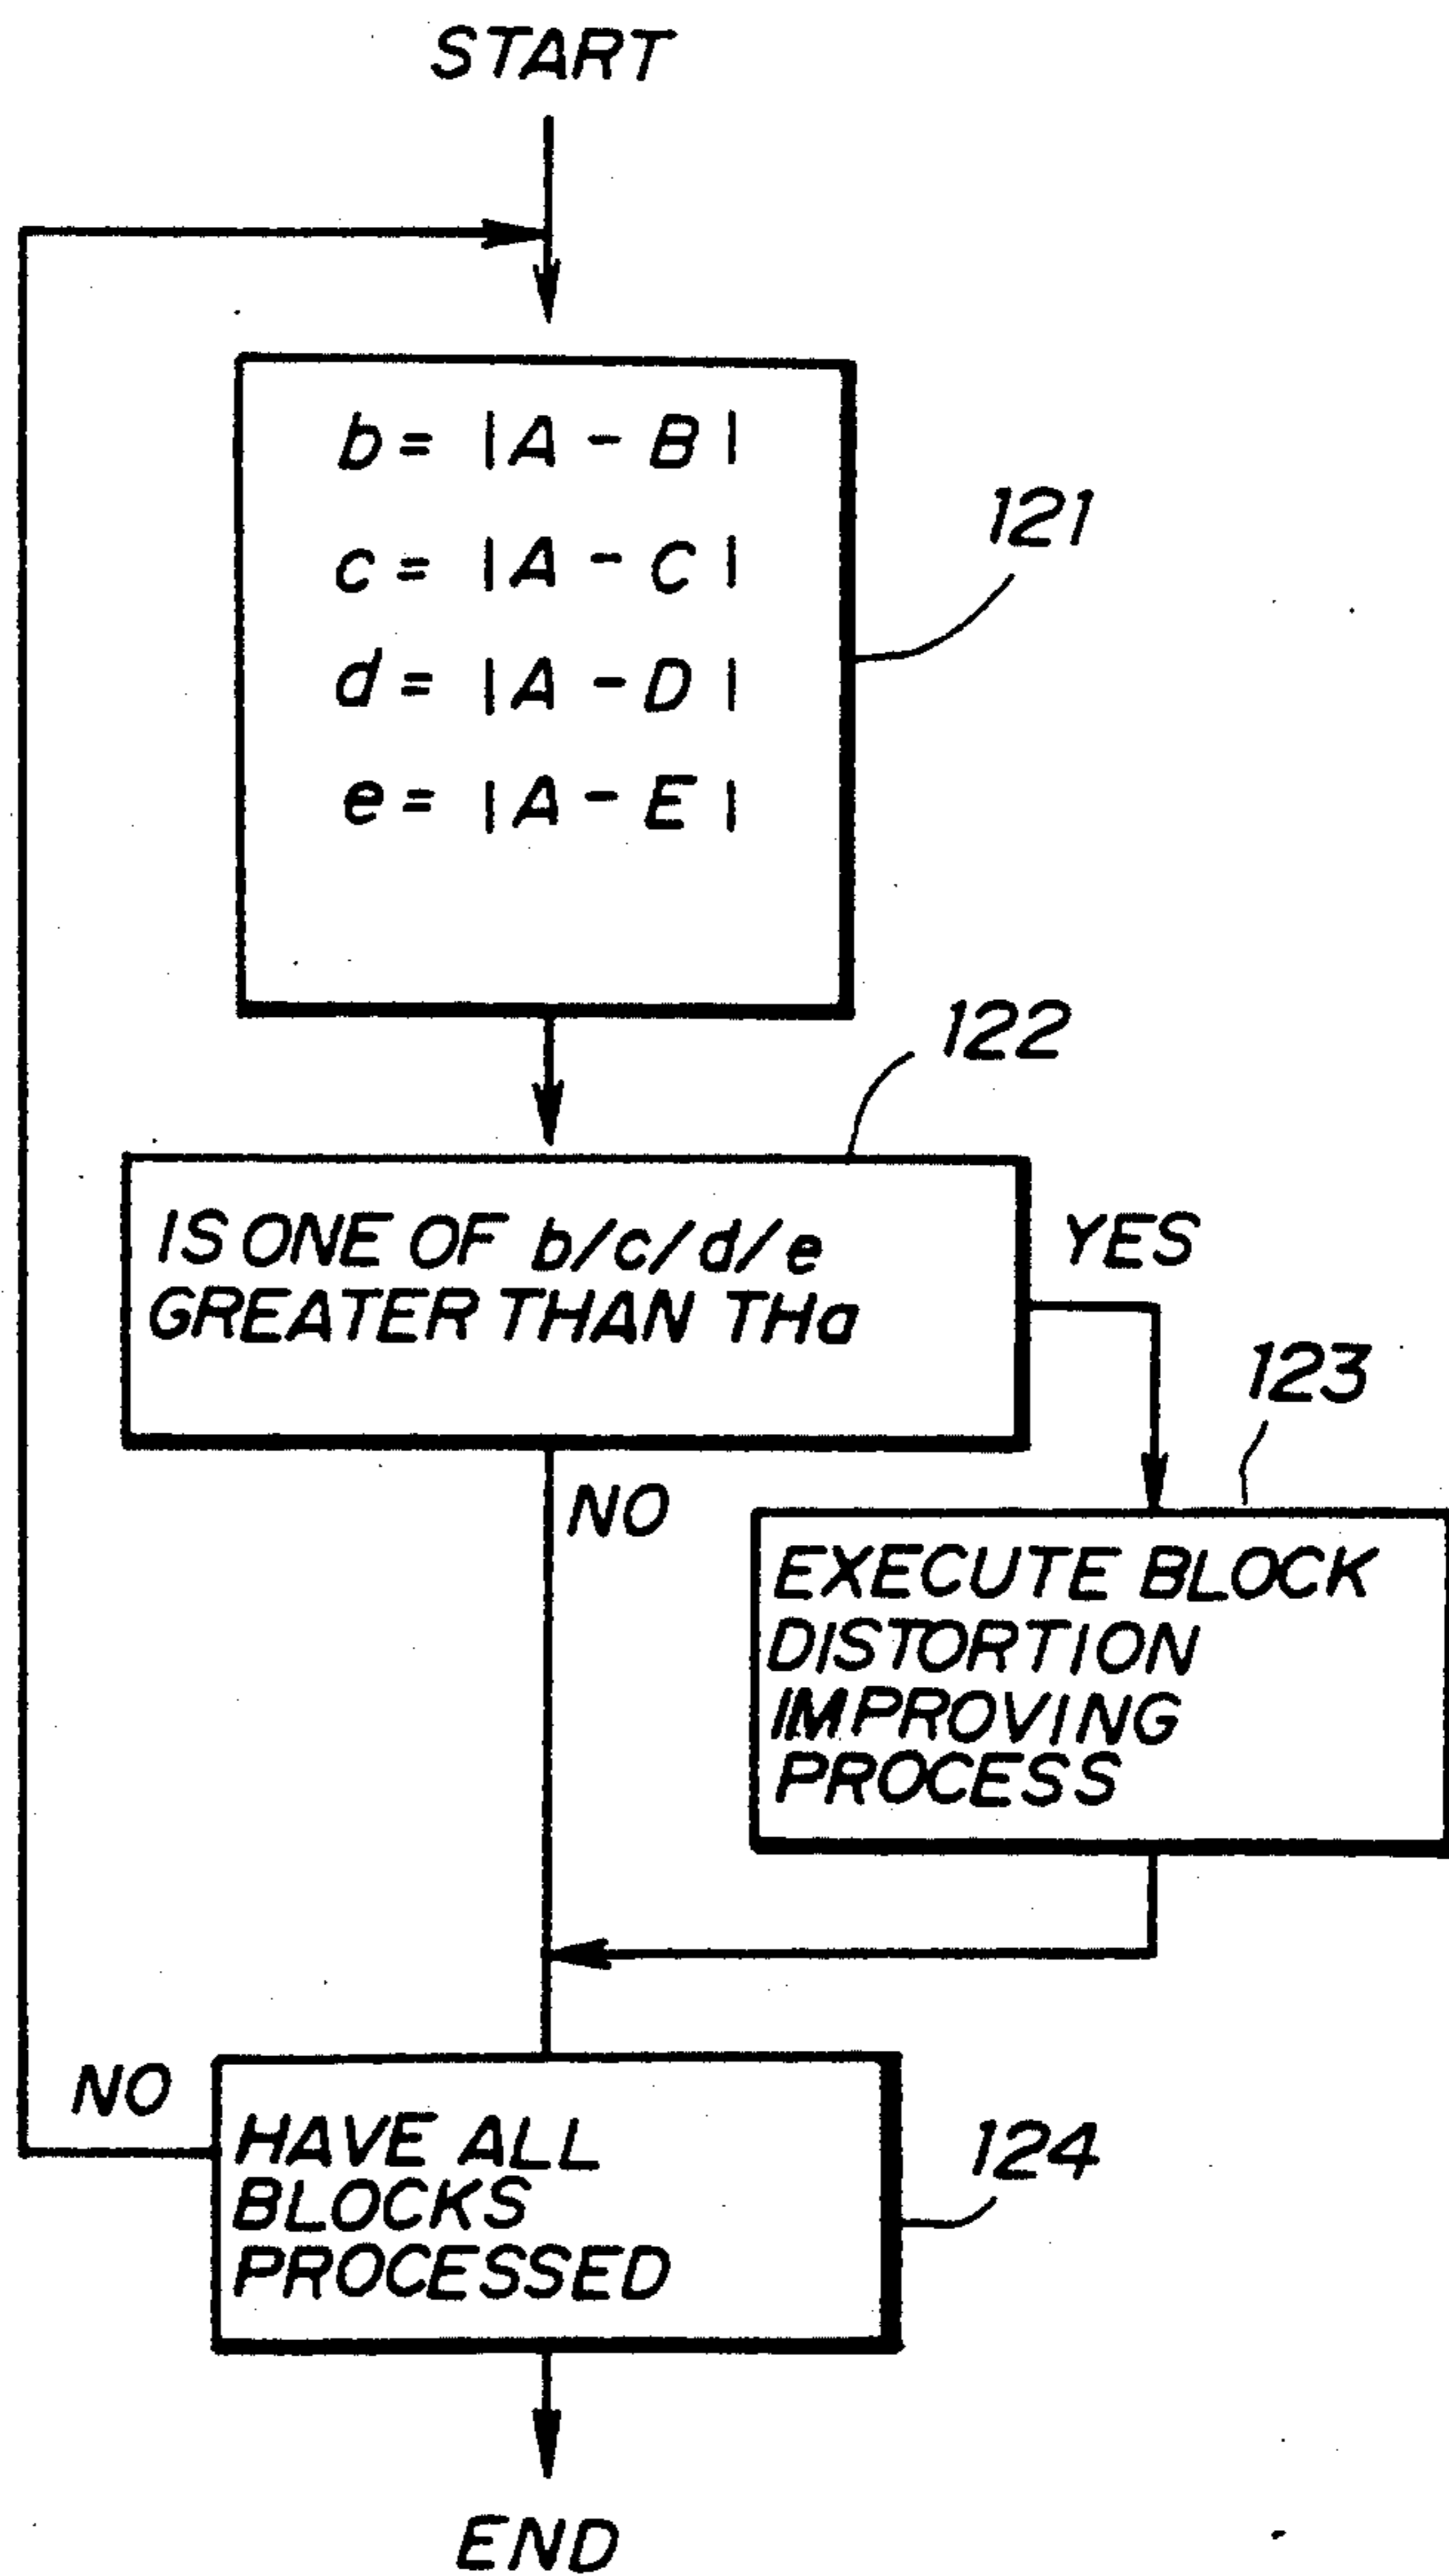 START
b = |A - B|
c = |A - C|
d = |A - D|
e = |A - E|
121
122
IS ONE OF b/c/d/e
GREATER THAN THa
YES
123
NO
EXECUTE BLOCK
DISTORTION
IMPROVING
PROCESS
NO
HAVE ALL
BLOCKS
PROCESSED
124
END